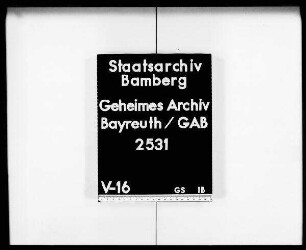 Staatsarchiv
Bamberg
Geheimes Archiv
Bayreuth / GAB
2531
V-16 GS 1B